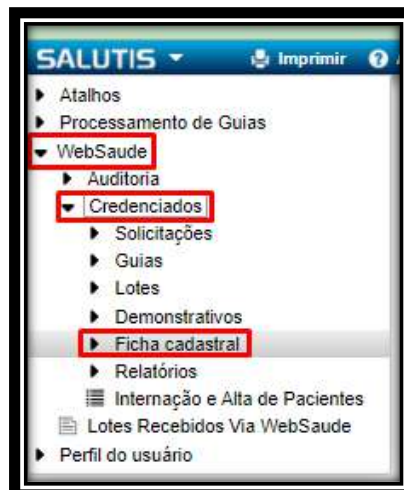 SALUTIS Imprimir ?
Atalhos
Processamento de Guias
WebSaude
Auditoria
Credenciados
Solicitações
Guias
Lotes
Demonstrativos
Ficha cadastral
Relatórios
Internação e Alta de Pacientes
Lotes Recebidos Via WebSaude
Perfil do usuário